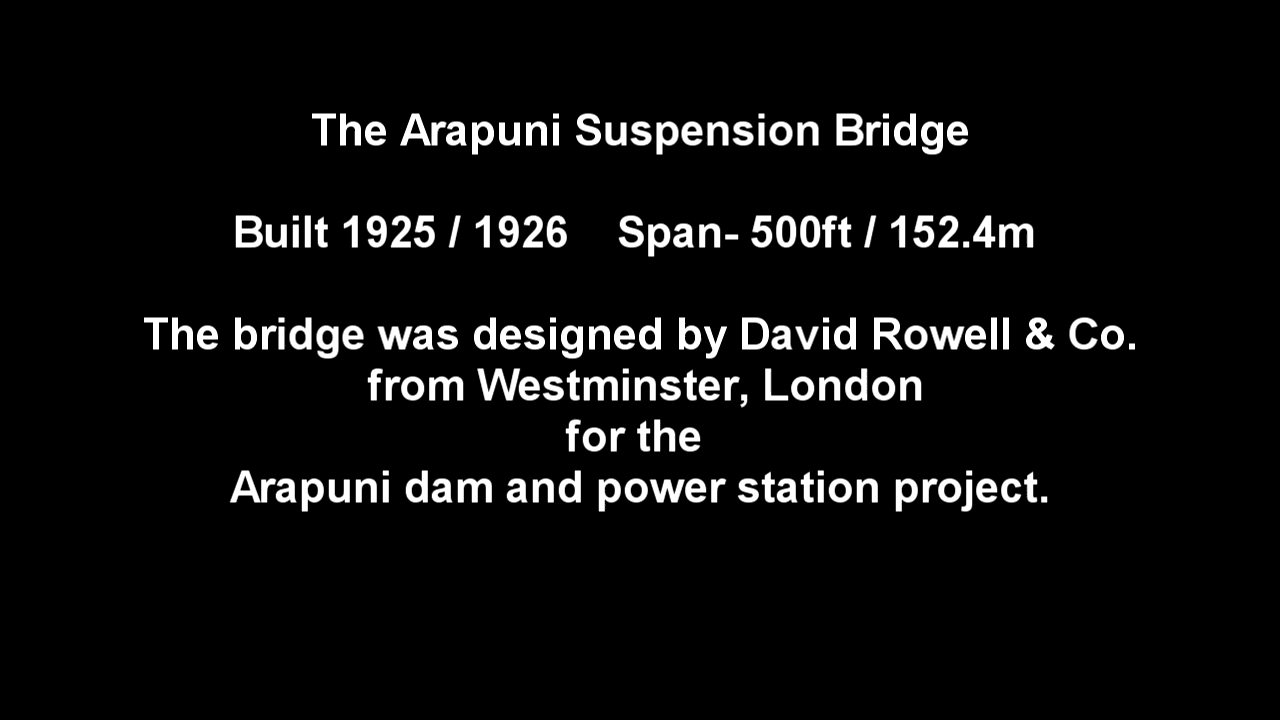 The Arapuni Suspension Bridge
Built 1925 / 1926 Span- 500ft / 152.4m
The bridge was designed by David Rowell & Co.
from Westminster, London
for the
Arapuni dam and power station project.